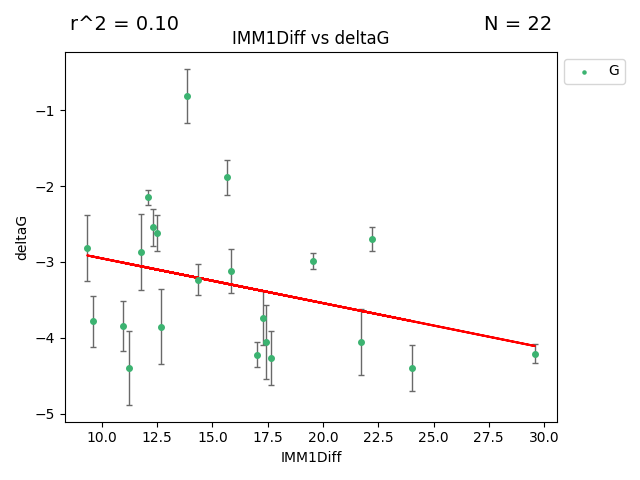 r^2 = 0.10
N = 22
IMM1Diff vs deltaG
G
−1
−2
−3
−4
−5
deltaG
10.0 12.5 15.0 17.5 20.0 22.5 25.0 27.5 30.0
IMM1Diff